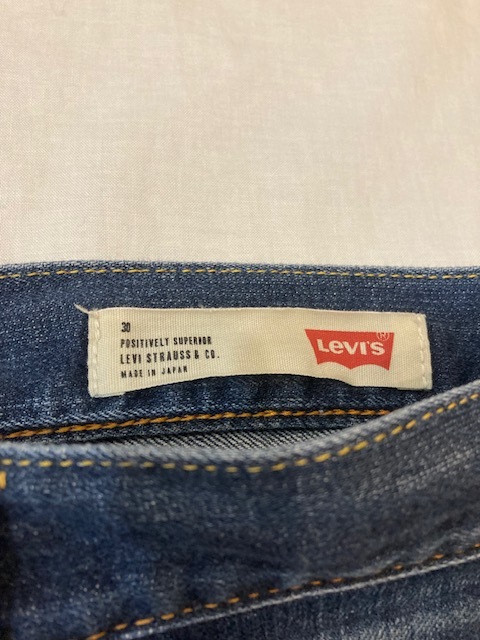 30
POSITIVELY SUPERIOR
LEVI STRAUSS & CO.
MADE IN JAPAN
LEVI'S®